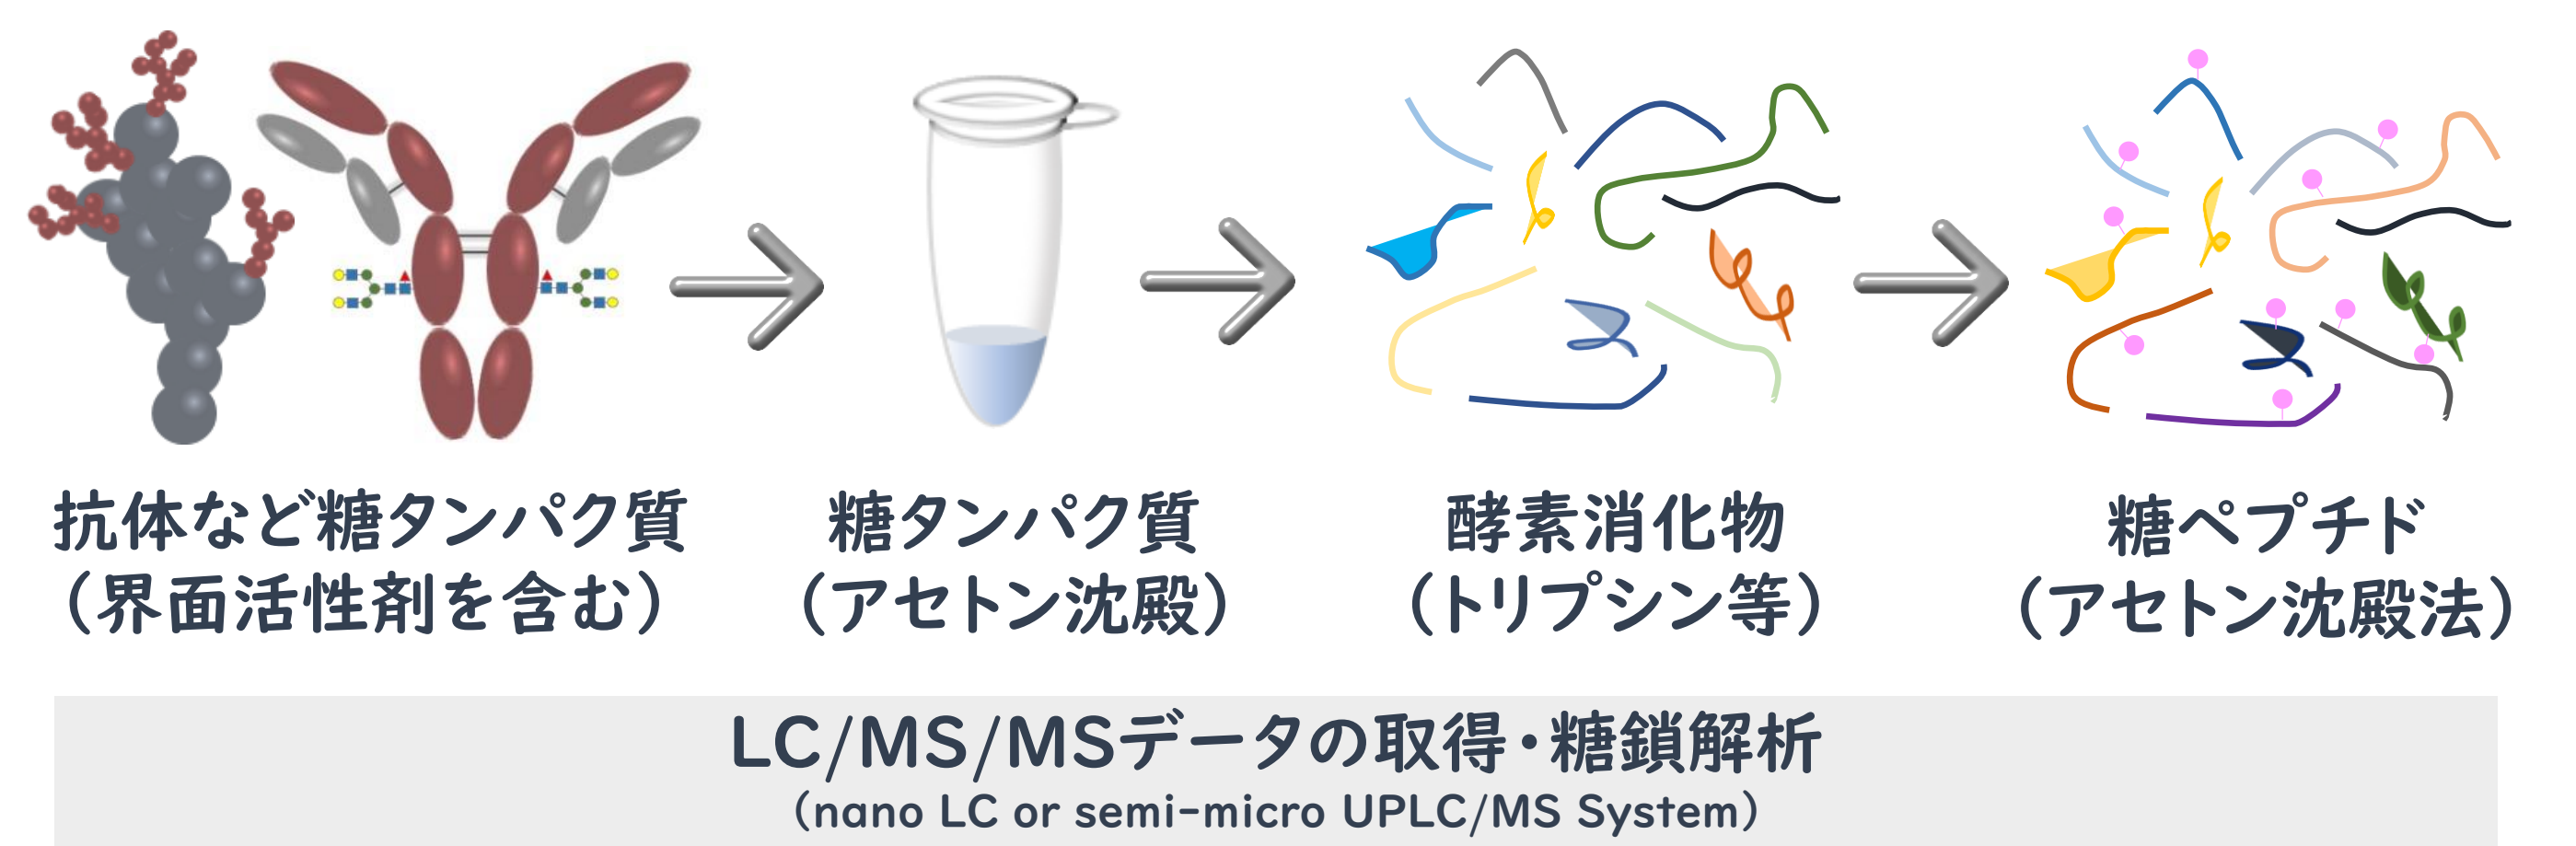 抗体など糖タンパク質
（界面活性剤を含む）
糖タンパク質
（アセトン沈殿）
酵素消化物
（トリプシン等）
糖ペプチド
（アセトン沈殿法）
LC/MS/MSデータの取得・糖鎖解析
（nano LC or semi-micro UPLC/MS System）